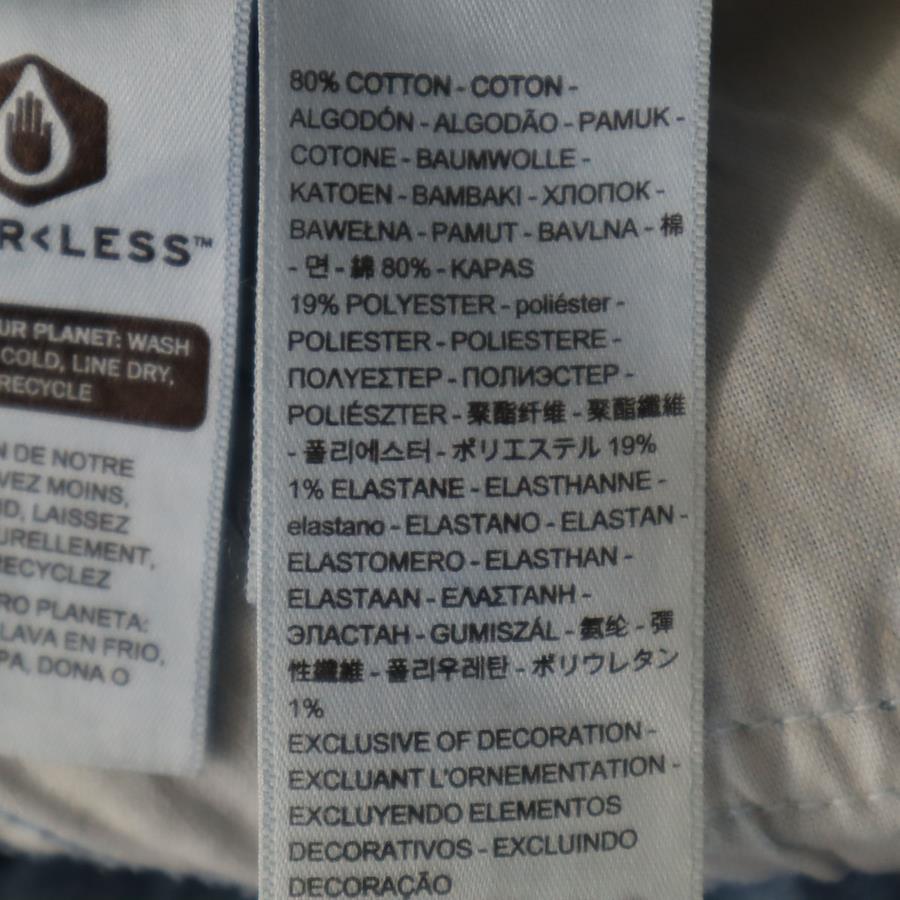 R<LESS™
UR PLANET: WASH
COLD, LINE DRY,
RECYCLE
N DE NOTRE
VEZ MOINS,
ID, LAISSEZ
URELLEMENT,
RECYCLEZ
RO PLANETA:
LAVA EN FRIO,
PA, DONA O
80% COTTON - COTON -
ALGODÓN - ALGODÃO - PAMUK -
COTONE - BAUMWOLLE -
KATOEN - BAMBAKI - ХЛОПОК -
BAWEŁNA - PAMUT - BAVLNA - 棉
- 면 - 綿 80% - KAPAS
19% POLYESTER - poliéster -
POLIESTER - POLIESTERE -
ΠΟΛΥΕΣΤΕΡ - ПОЛИЭСТЕР -
POLIÉSZTER - 聚酯纤维 - 聚酯纖維
- 폴리에스터 - ポリエステル 19%
1% ELASTANE - ELASTHANNE -
elastano - ELASTANO - ELASTAN -
ELASTOMERO - ELASTHAN -
ELASTAAN - ΕΛΑΣΤΑΝΗ -
ЭЛАСТАН - GUMISZÁL - 氨纶 - 彈
性纖維 - 폴리우레탄 - ポリウレタン
1%
EXCLUSIVE OF DECORATION -
EXCLUANT L'ORNEMENTATION -
EXCLUYENDO ELEMENTOS
DECORATIVOS - EXCLUINDO
DECORAÇÃO